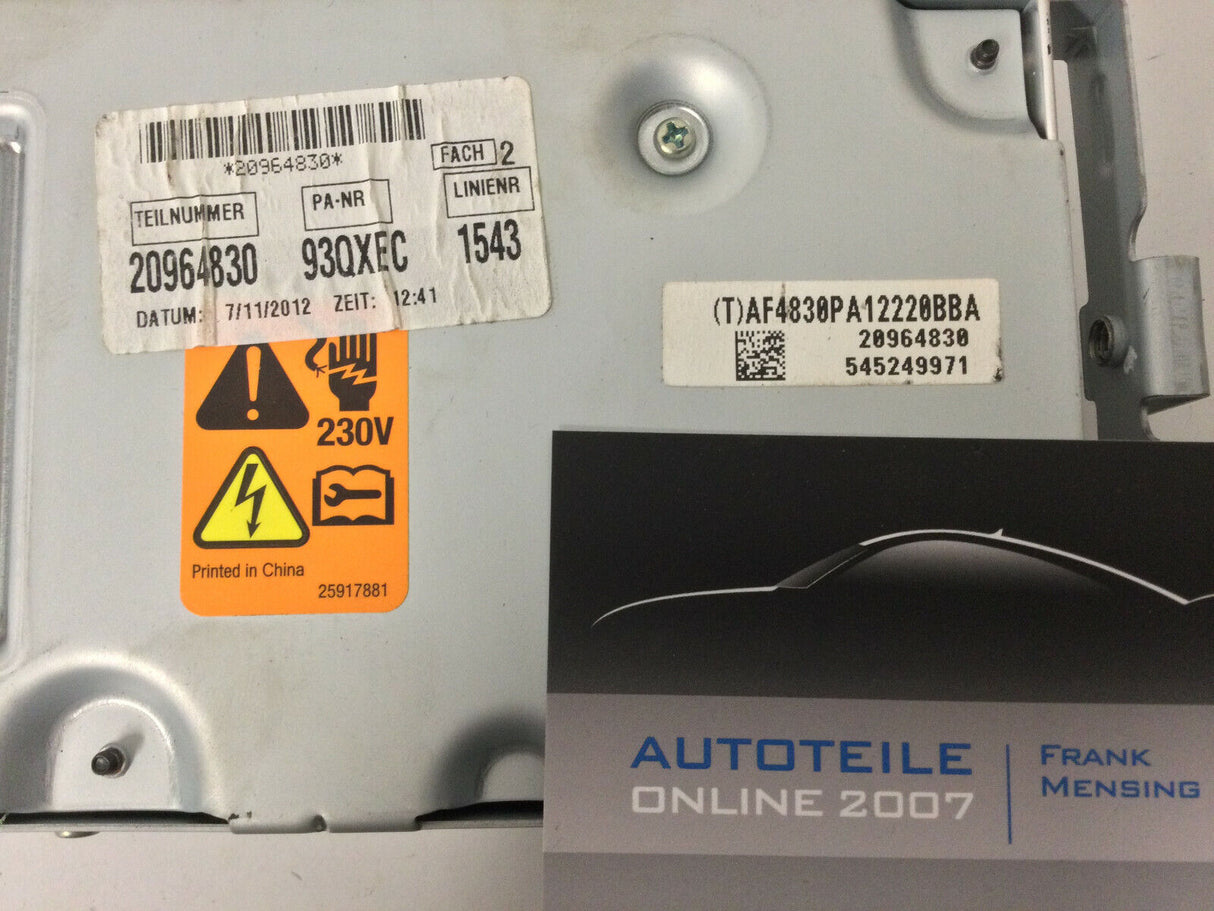 *20964830*
FACH 2
TEILNUMMER PA-NR LINIENR
20964830 93QXEC 1543
DATUM: 7/11/2012 ZEIT: 12:41
230V
Printed in China
25917881
(T)AF4830PA12220BBA
20964830
545249971
AUTOTEILE
ONLINE 2007
FRANK
MENSING